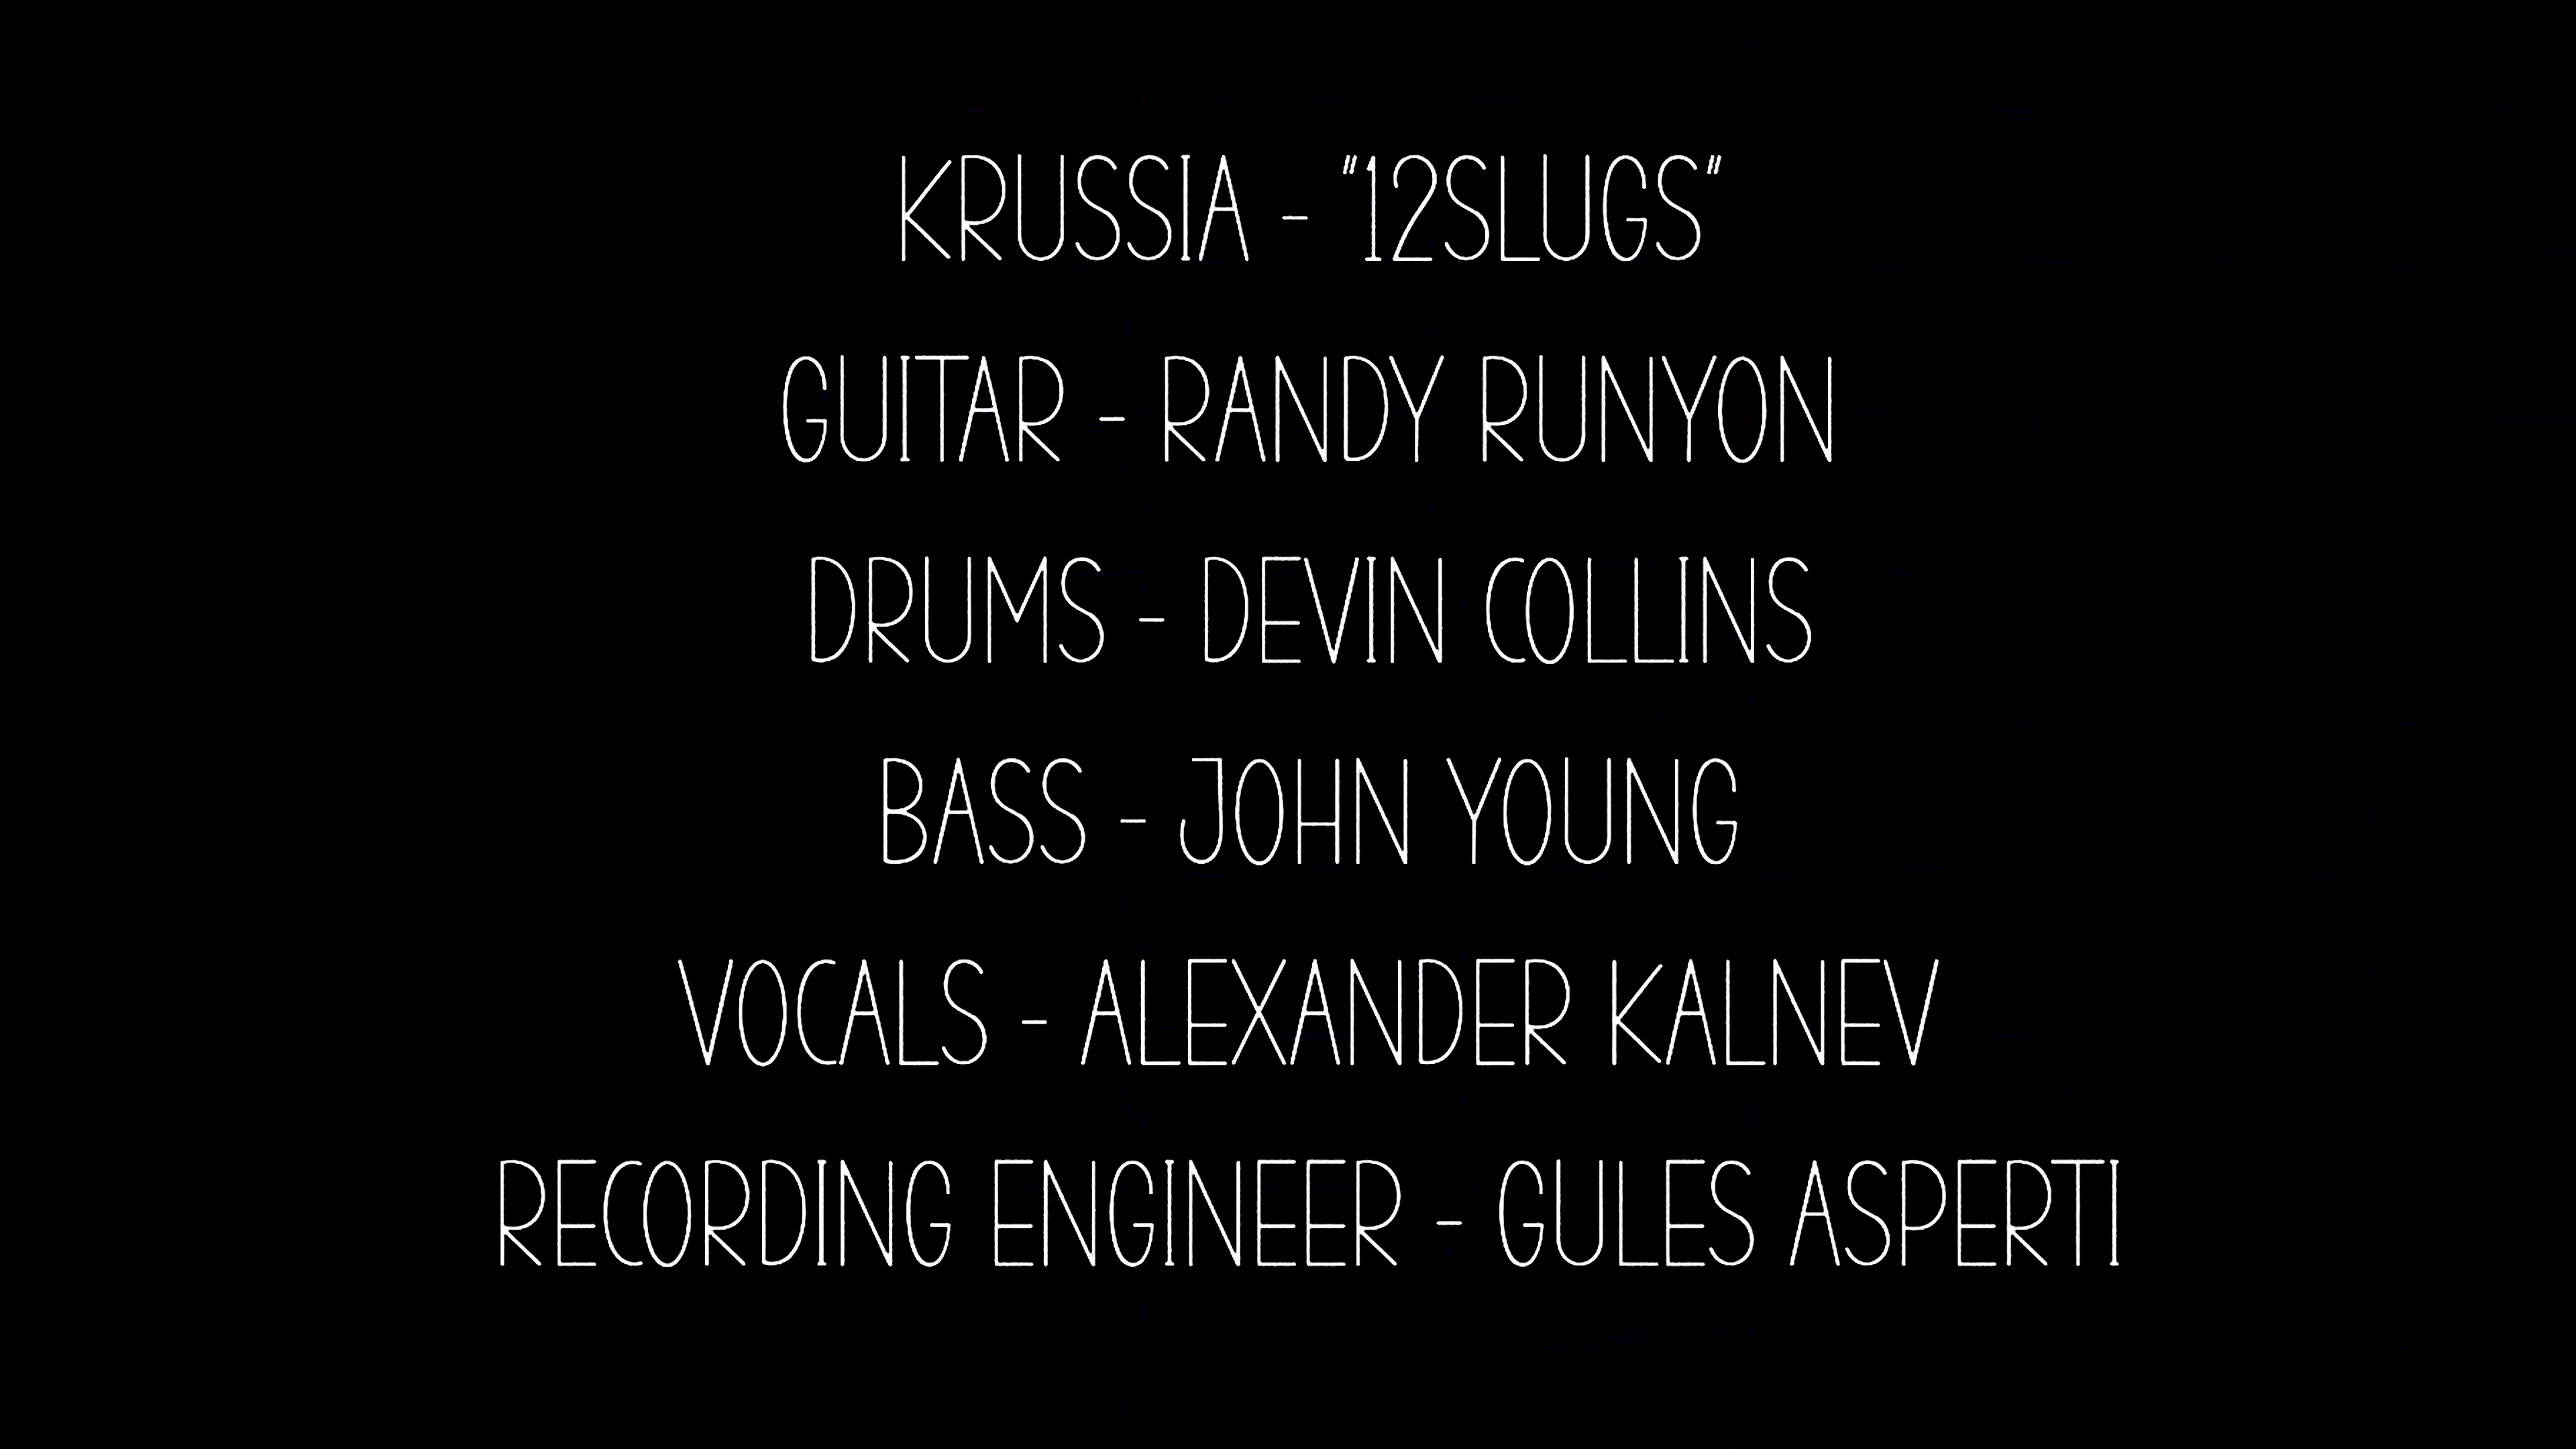 KRUSSIA - "12SLUGS"
GUITAR - RANDY RUNYON
DRUMS - DEVIN COLLINS
BASS - JOHN YOUNG
VOCALS - ALEXANDER KALNEV
RECORDING ENGINEER - GULES ASPERTI